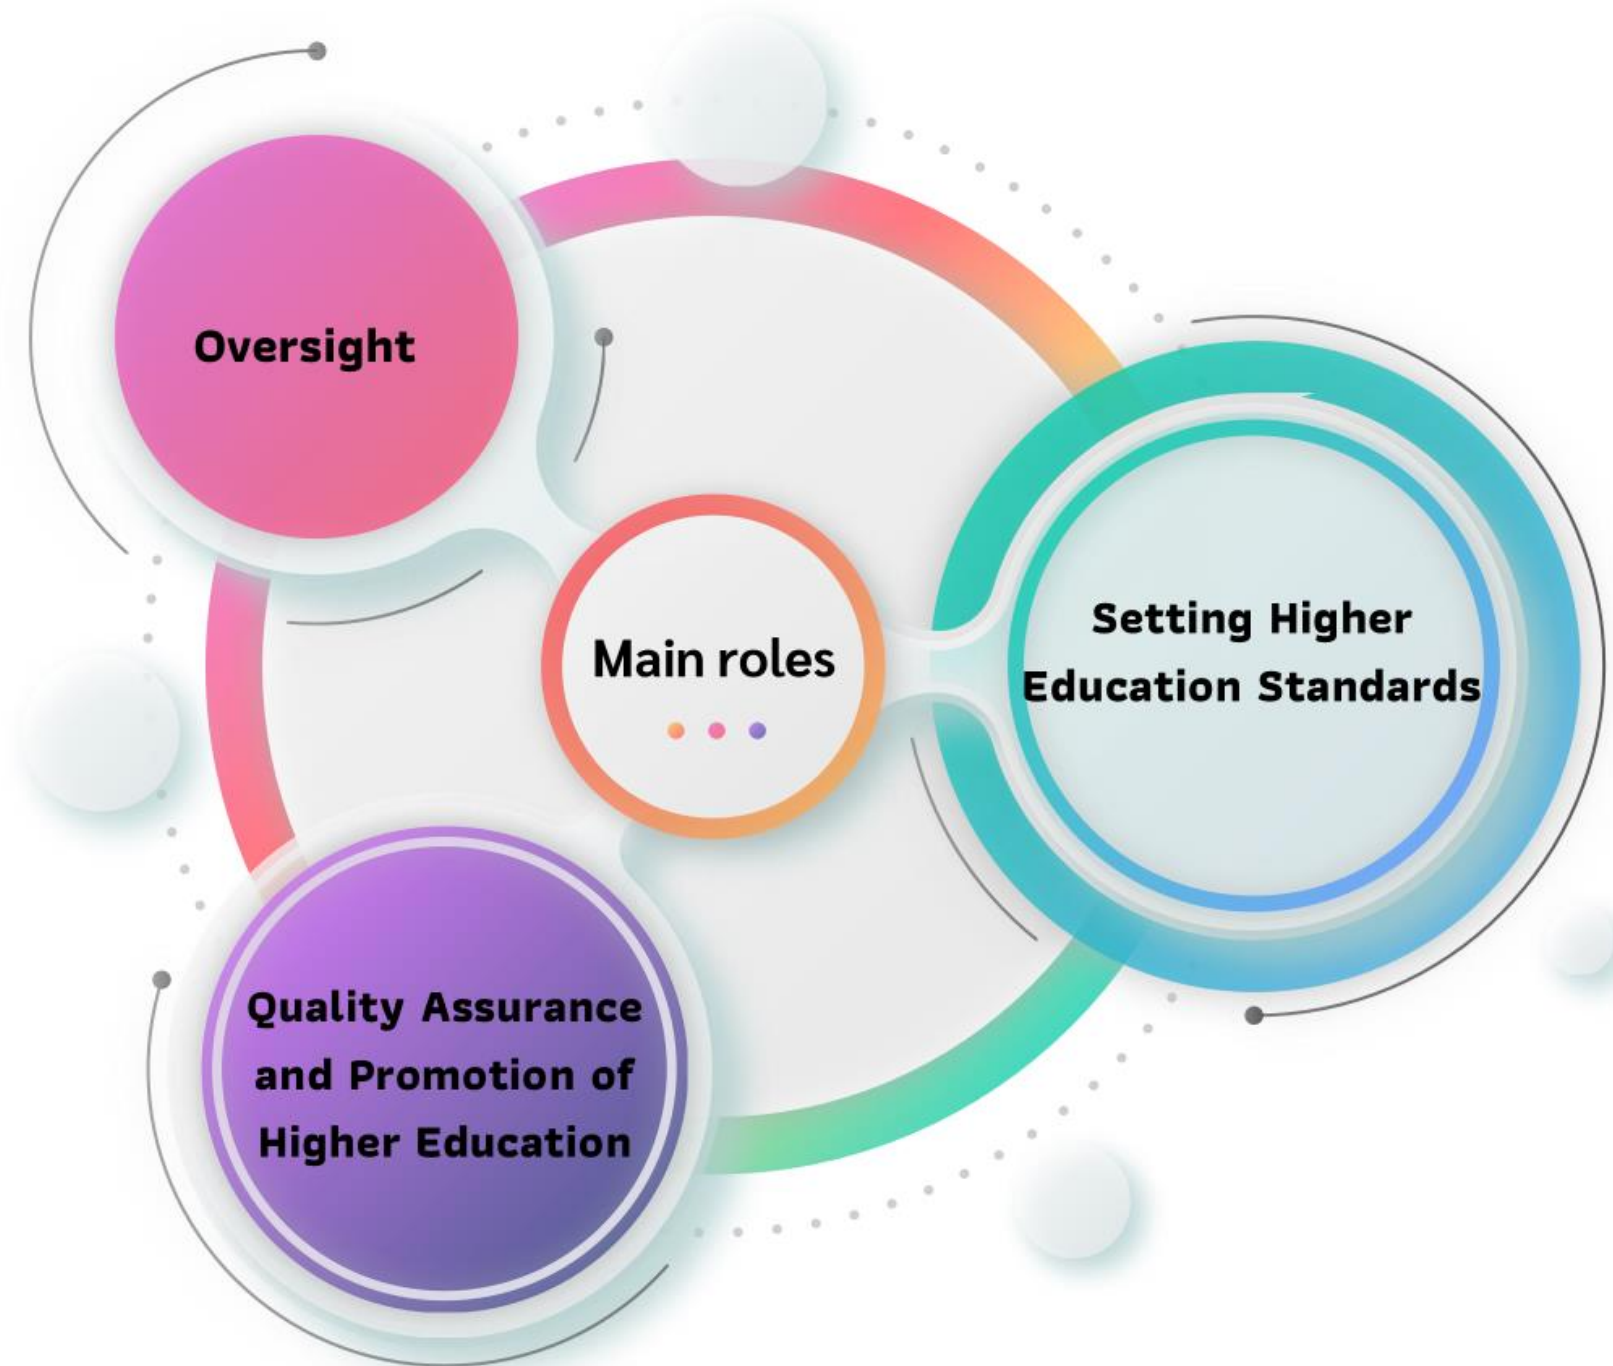 Oversight
Main roles
Setting Higher
Education Standards
Quality Assurance
and Promotion of
Higher Education